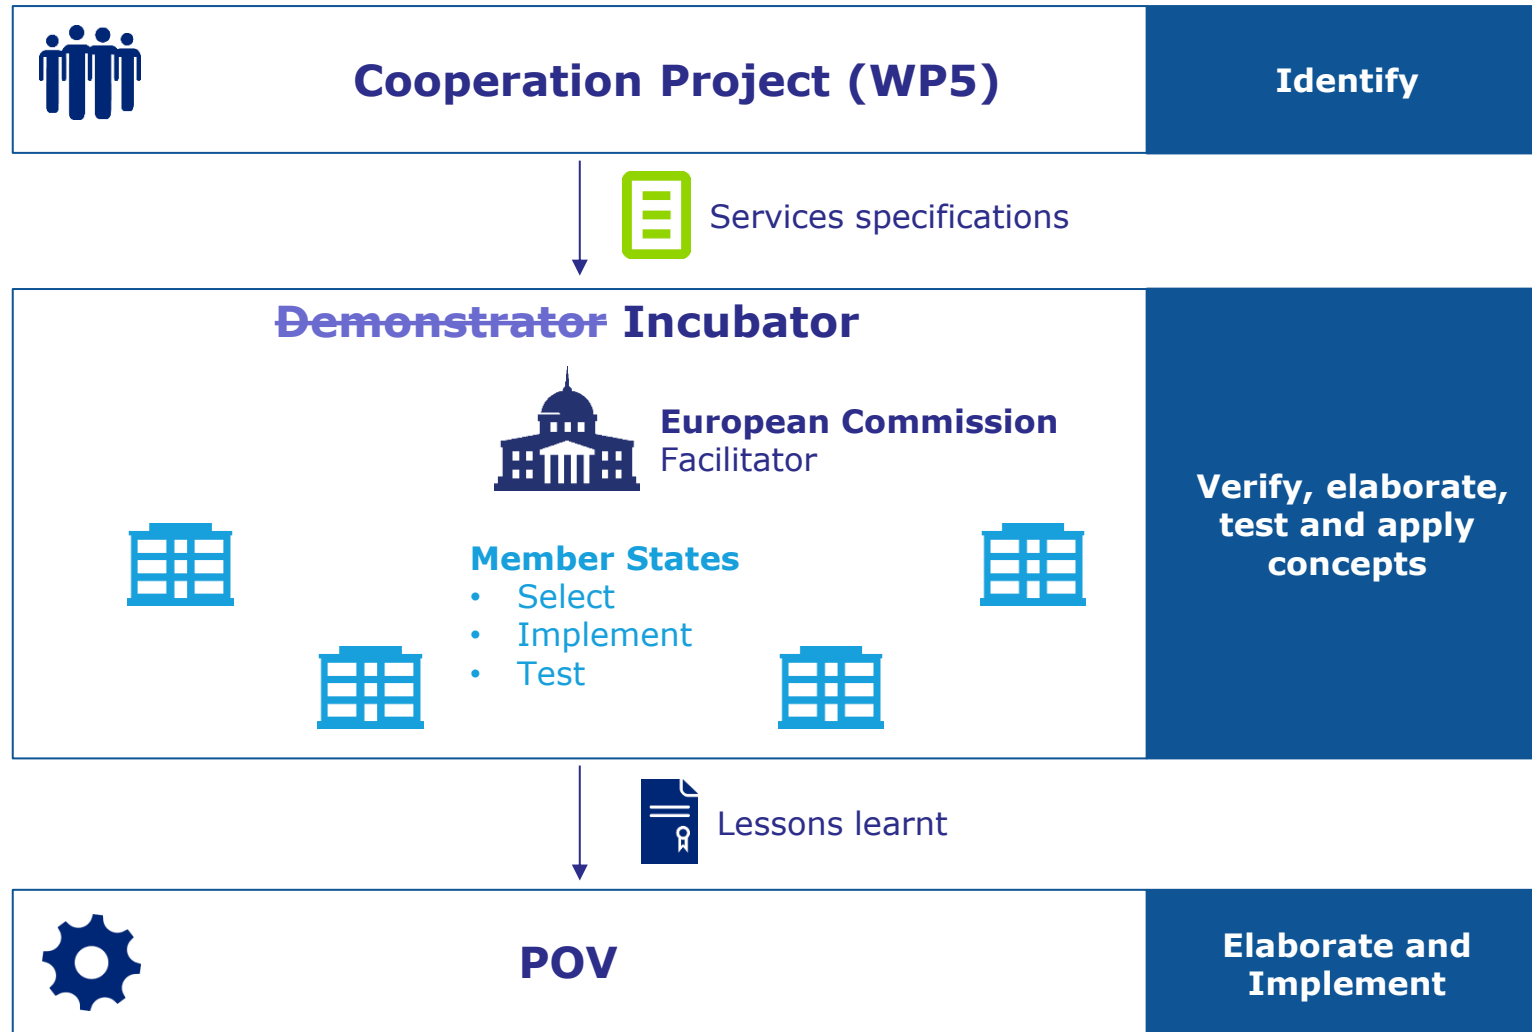 Cooperation Project (WP5)
Identify
Services specifications
Demonstrator Incubator
European Commission
Facilitator
Member States
• Select
• Implement
• Test
Verify, elaborate,
test and apply
concepts
Lessons learnt
POV
Elaborate and
Implement